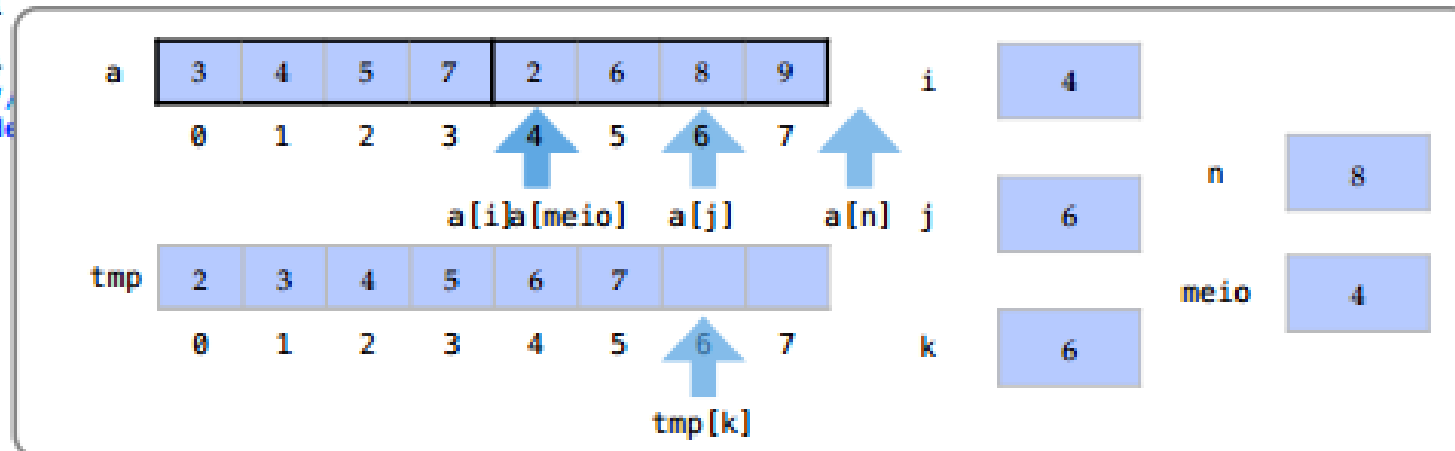 a 3 4 5 7 2 6 8 9 i 4
0 1 2 3 4 5 6 7
n 8
a[i]a[meio] a[j] a[n] j 6
tmp 2 3 4 5 6 7
meio 4
0 1 2 3 4 5 6 7 k 6
tmp[k]